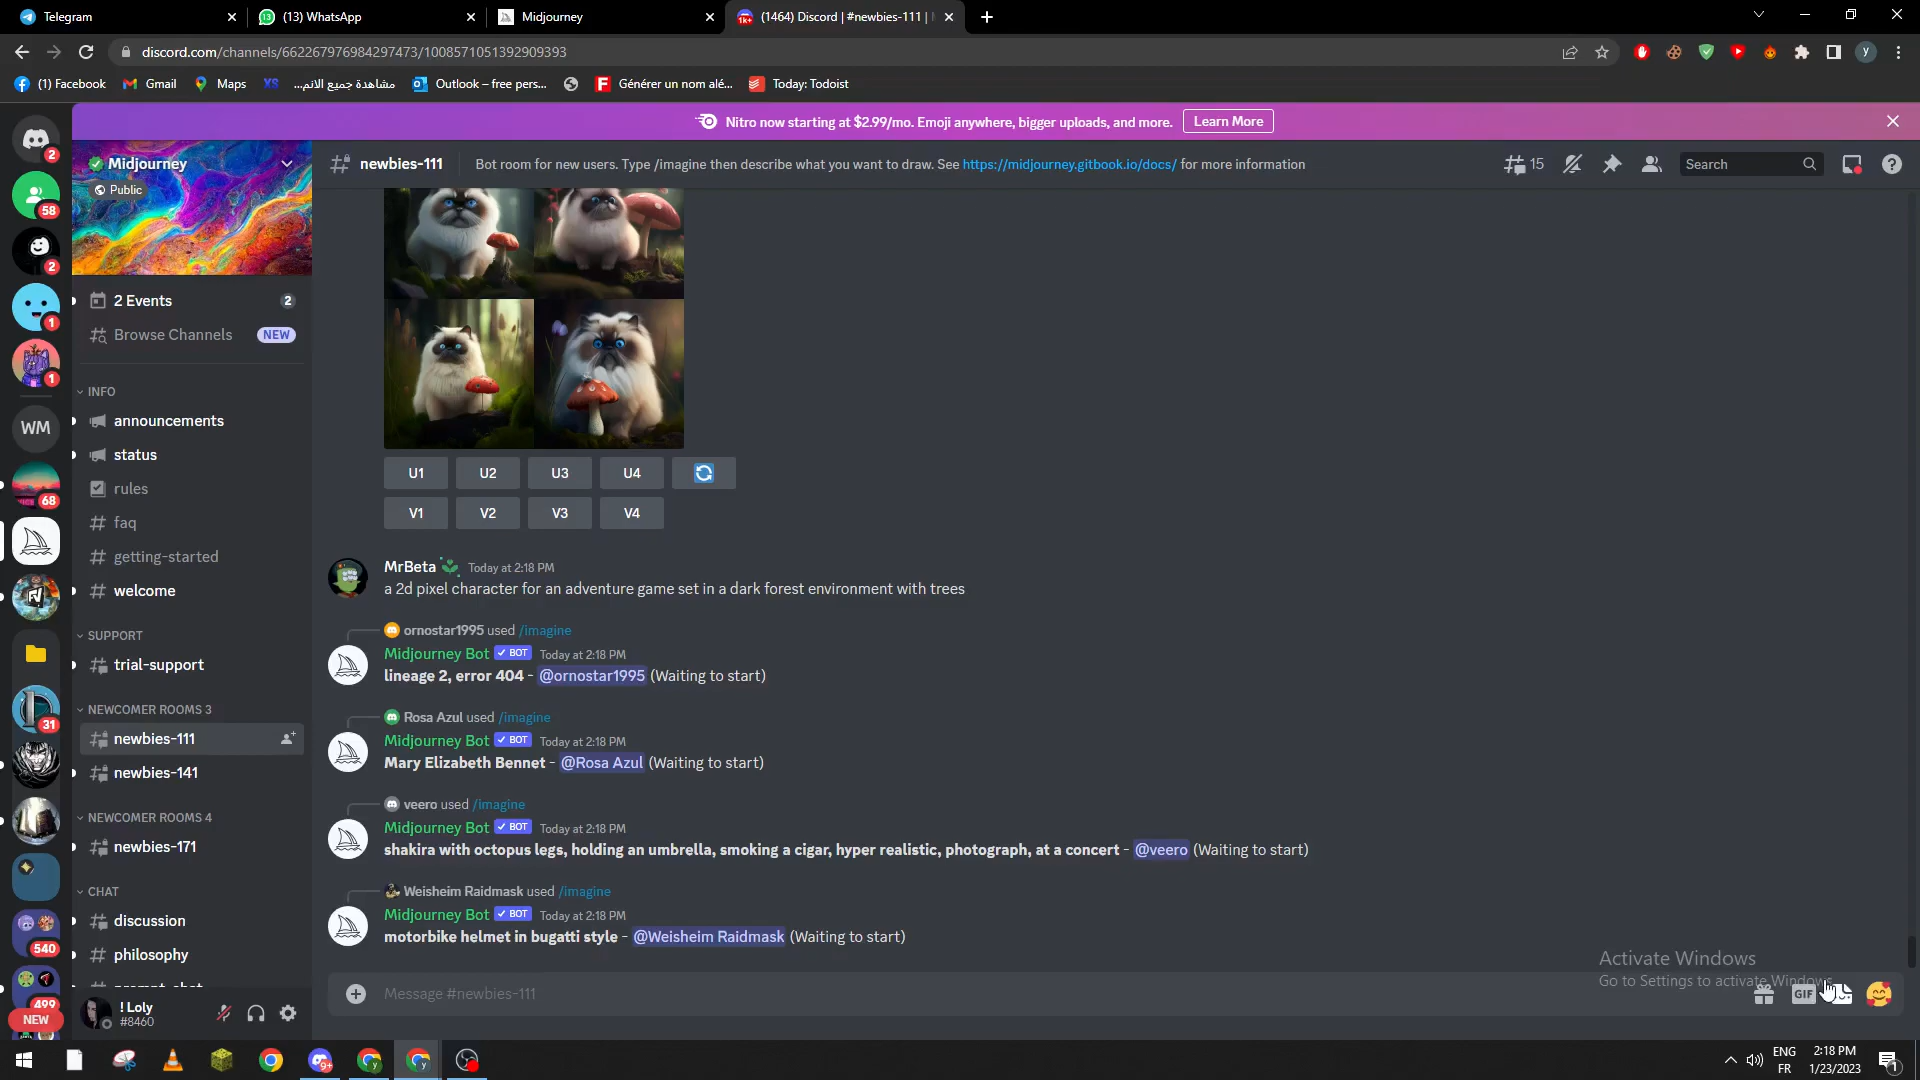 Telegram
(13) WhatsApp
Midjourney
(1464) Discord | #newbies-111 |
discord.com/channels/662267976984297473/1008571051392909393
(1) Facebook
Gmail
Maps
XS
مشاهدة جميع الانم...
Outlook – free pers...
Générer un nom alé...
Today: Todoist
Nitro now starting at $2.99/mo. Emoji anywhere, bigger uploads, and more.
Learn More
Midjourney
Public
newbies-111
Bot room for new users. Type /imagine then describe what you want to draw. See https://midjourney.gitbook.io/docs/ for more information
15
Search
2
58
2
1
1
WM
68
31
540
499
NEW
2 Events
2
Browse Channels
NEW
INFO
announcements
status
rules
faq
getting-started
welcome
SUPPORT
trial-support
NEWCOMER ROOMS 3
newbies-111
newbies-141
NEWCOMER ROOMS 4
newbies-171
CHAT
discussion
philosophy
! Loly
#8460
U1 U2 U3 U4
V1 V2 V3 V4
MrBeta Today at 2:18 PM
a 2d pixel character for an adventure game set in a dark forest environment with trees
ornostar1995 used /imagine
Midjourney Bot ✓ BOT Today at 2:18 PM
lineage 2, error 404 - @ornostar1995 (Waiting to start)
Rosa Azul used /imagine
Midjourney Bot ✓ BOT Today at 2:18 PM
Mary Elizabeth Bennet - @Rosa Azul (Waiting to start)
veero used /imagine
Midjourney Bot ✓ BOT Today at 2:18 PM
shakira with octopus legs, holding an umbrella, smoking a cigar, hyper realistic, photograph, at a concert - @veero (Waiting to start)
Weisheim Raidmask used /imagine
Midjourney Bot ✓ BOT Today at 2:18 PM
motorbike helmet in bugatti style - @Weisheim Raidmask (Waiting to start)
Message #newbies-111
GIF
Activate Windows
Go to Settings to activate Windows.
ENG
FR
2:18 PM
1/23/2023
1